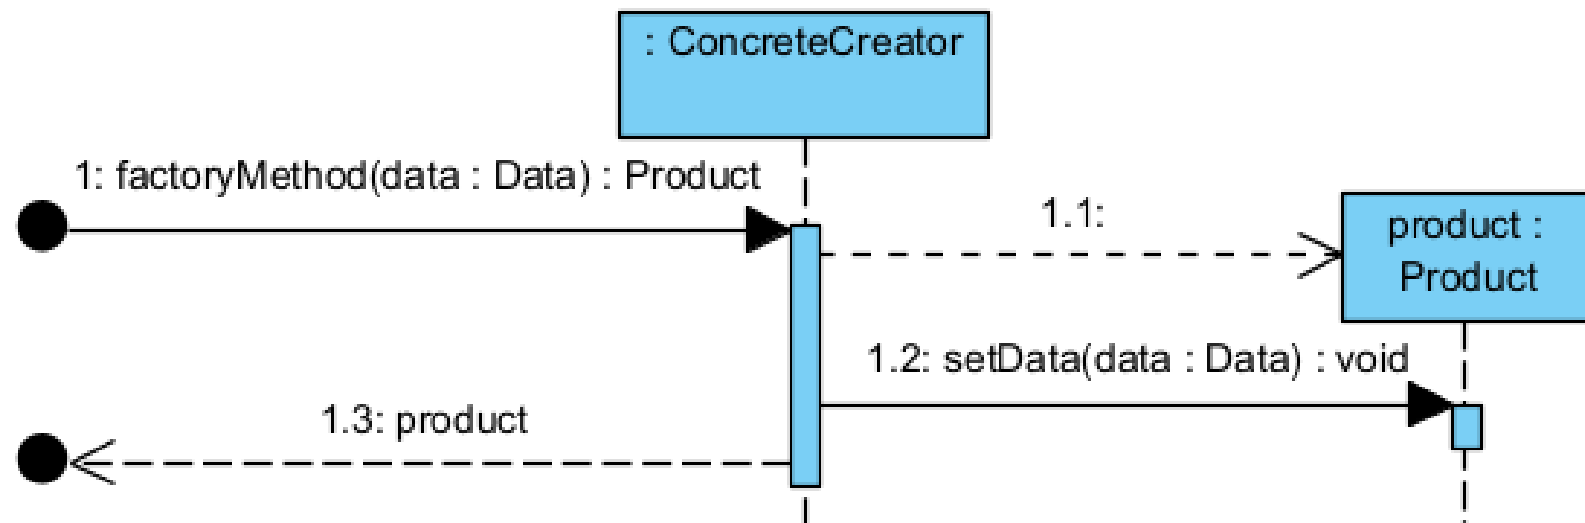 : ConcreteCreator
1: factoryMethod(data : Data) : Product
1.1:
product :
Product
1.2: setData(data : Data) : void
1.3: product